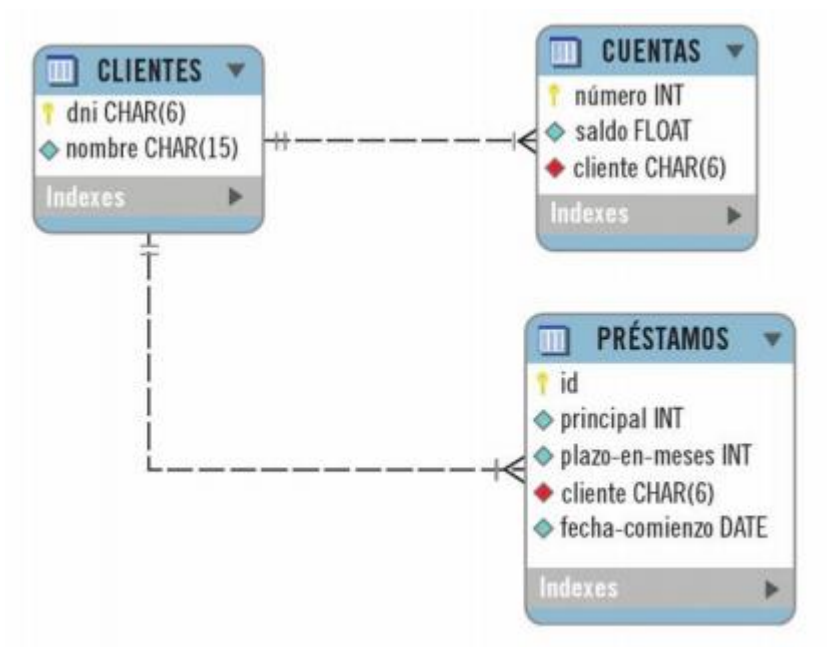 CLIENTES
dni CHAR(6)
nombre CHAR(15)
Indexes
CUENTAS
número INT
saldo FLOAT
cliente CHAR(6)
Indexes
PRÉSTAMOS
id
principal INT
plazo-en-meses INT
cliente CHAR(6)
fecha-comienzo DATE
Indexes